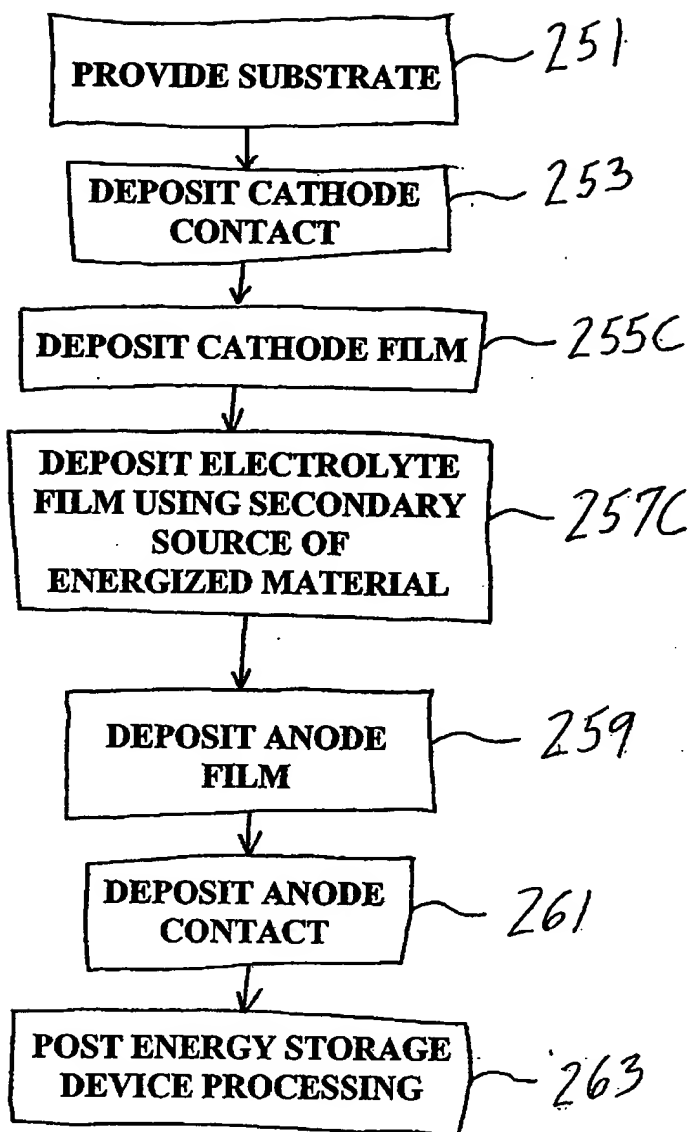 PROVIDE SUBSTRATE
251
DEPOSIT CATHODE
CONTACT
253
DEPOSIT CATHODE FILM
255C
DEPOSIT ELECTROLYTE
FILM USING SECONDARY
SOURCE OF
ENERGIZED MATERIAL
257C
DEPOSIT ANODE
FILM
259
DEPOSIT ANODE
CONTACT
261
POST ENERGY STORAGE
DEVICE PROCESSING
263